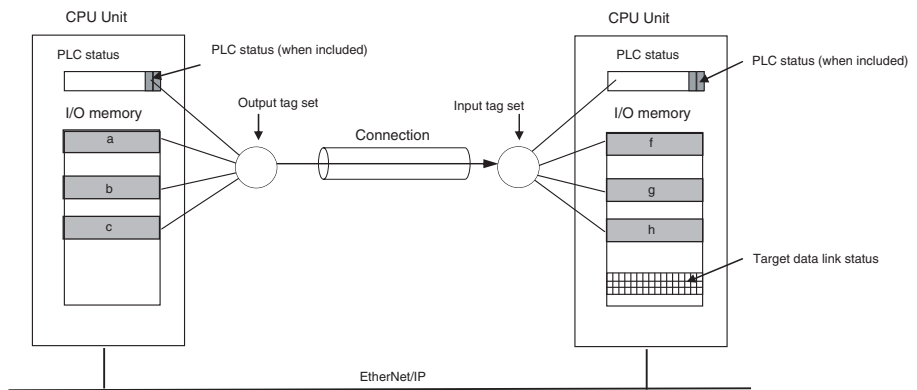 CPU Unit
PLC status
PLC status (when included)
I/O memory
a
b
c
Output tag set
Connection
Input tag set
CPU Unit
PLC status
PLC status (when included)
I/O memory
f
g
h
Target data link status
EtherNet/IP